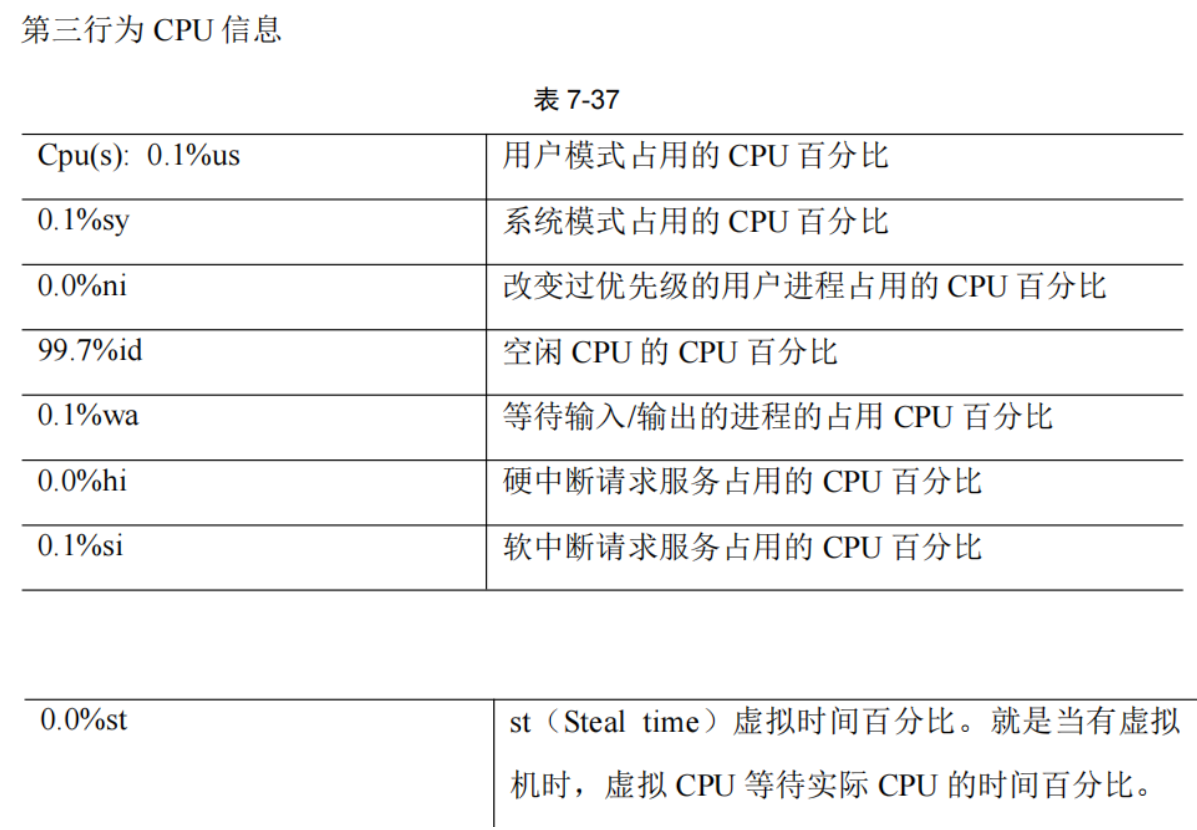 第三行为 CPU 信息
表 7-37
Cpu(s): 0.1%us 用户模式占用的 CPU 百分比
0.1%sy 系统模式占用的 CPU 百分比
0.0%ni 改变过优先级的用户进程占用的 CPU 百分比
99.7%id 空闲 CPU 的 CPU 百分比
0.1%wa 等待输入/输出的进程的占用 CPU 百分比
0.0%hi 硬中断请求服务占用的 CPU 百分比
0.1%si 软中断请求服务占用的 CPU 百分比
0.0%st st（Steal time）虚拟时间百分比。就是当有虚拟
机时，虚拟 CPU 等待实际 CPU 的时间百分比。